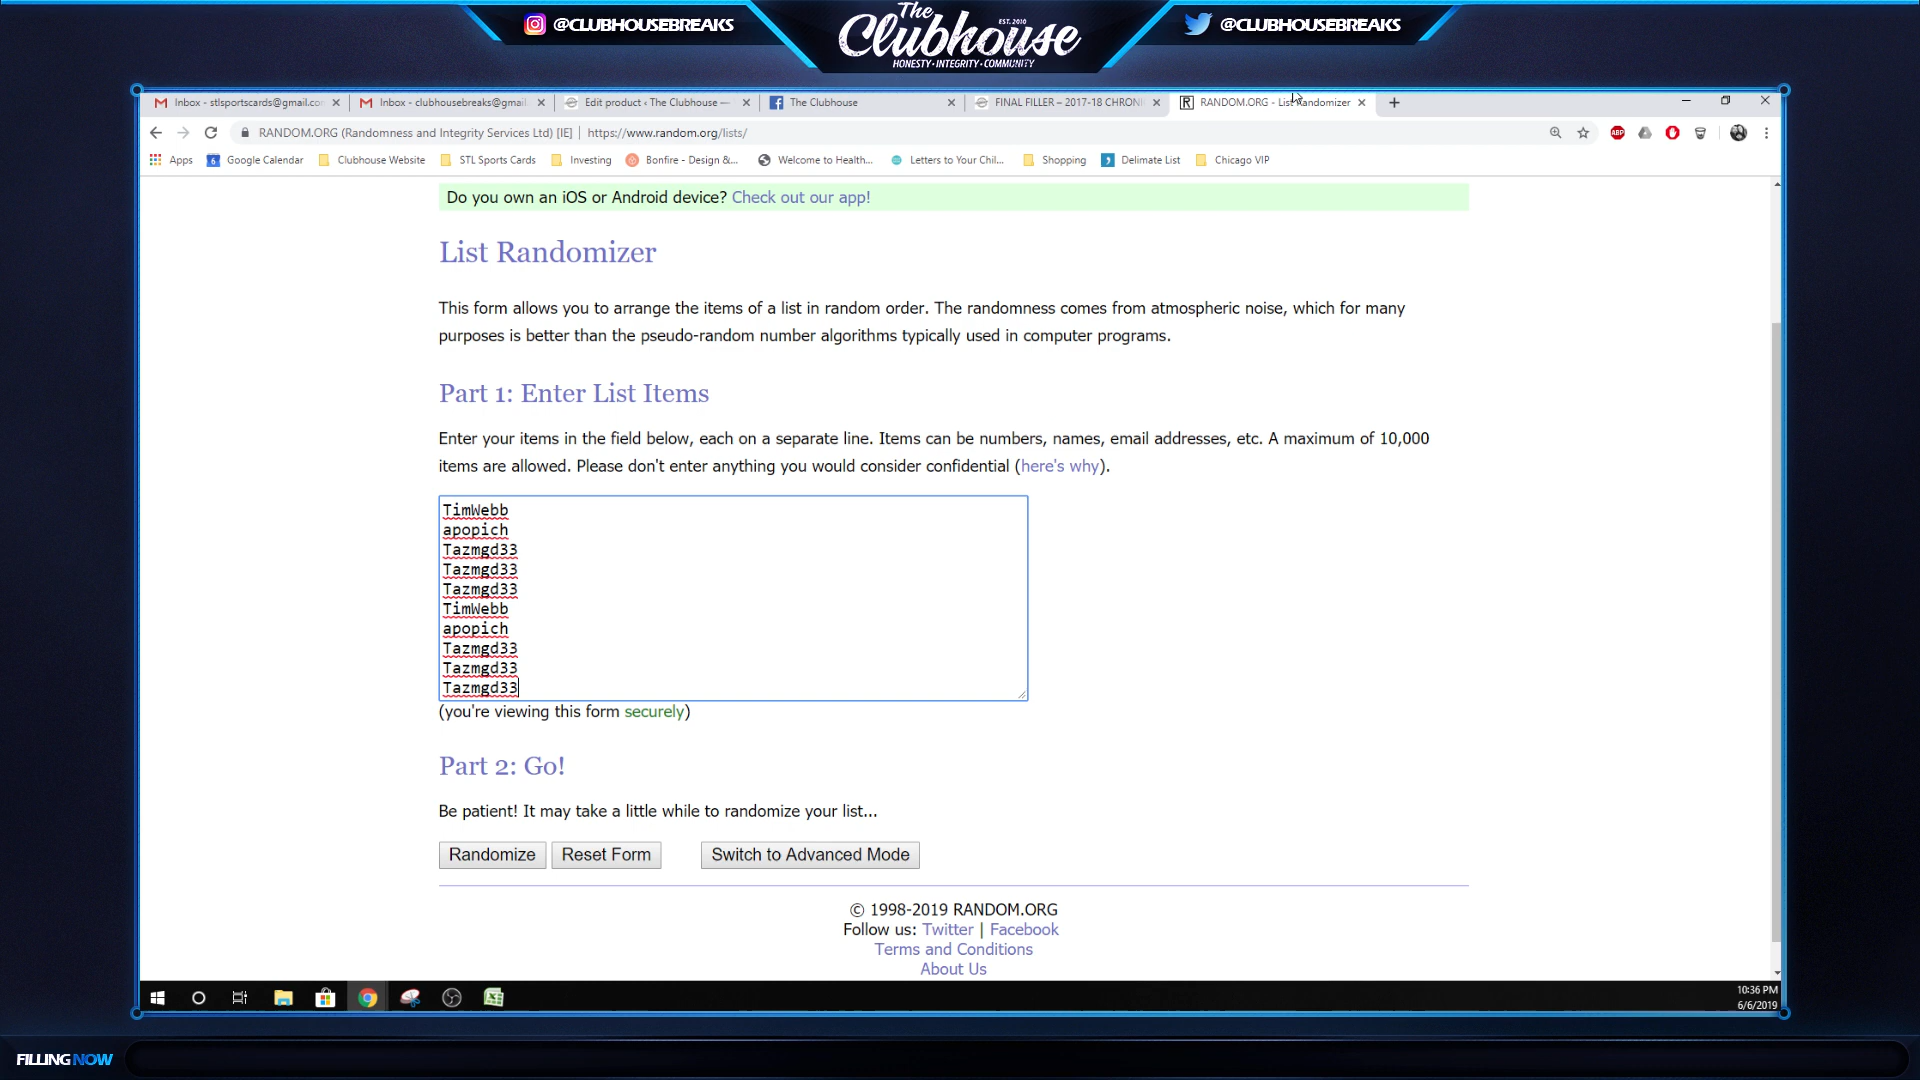 @CLUBHOUSEBREAKS
The
Clubhouse
EST. 2010
HONESTY • INTEGRITY • COMMUNITY
@CLUBHOUSEBREAKS
Inbox - stlsportscards@gmail.co
Inbox - clubhousebreaks@gmail.
Edit product ‹ The Clubhouse —
The Clubhouse
FINAL FILLER – 2017-18 CHRONI
RANDOM.ORG - List Randomizer
RANDOM.ORG (Randomness and Integrity Services Ltd) [IE] | https://www.random.org/lists/
ABP
Apps
6
Google Calendar
Clubhouse Website
STL Sports Cards
Investing
Bonfire - Design &...
Welcome to Health...
Letters to Your Chil...
Shopping
Delimate List
Chicago VIP
Do you own an iOS or Android device? Check out our app!
List Randomizer
This form allows you to arrange the items of a list in random order. The randomness comes from atmospheric noise, which for many
purposes is better than the pseudo-random number algorithms typically used in computer programs.
Part 1: Enter List Items
Enter your items in the field below, each on a separate line. Items can be numbers, names, email addresses, etc. A maximum of 10,000
items are allowed. Please don't enter anything you would consider confidential (here's why).
TimWebb
apopich
Tazmgd33
Tazmgd33
Tazmgd33
TimWebb
apopich
Tazmgd33
Tazmgd33
Tazmgd33
(you're viewing this form securely)
Part 2: Go!
Be patient! It may take a little while to randomize your list...
Randomize
Reset Form
Switch to Advanced Mode
© 1998-2019 RANDOM.ORG
Follow us: Twitter | Facebook
Terms and Conditions
About Us
10:36 PM
6/6/2019
FILLING NOW